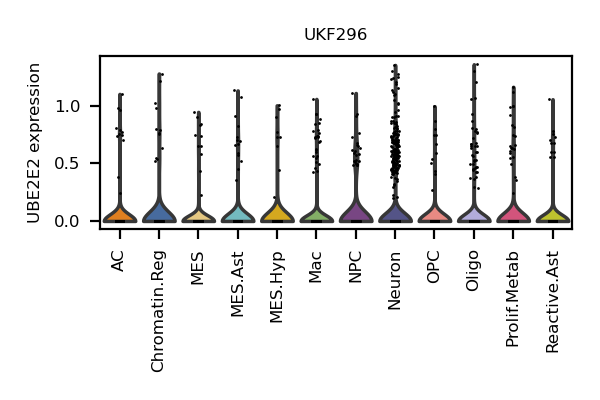 UKF296
UBE2E2 expression
1.0
0.5
0.0
AC
Chromatin.Reg
MES
MES.Ast
MES.Hyp
Mac
NPC
Neuron
OPC
Oligo
Prolif.Metab
Reactive.Ast